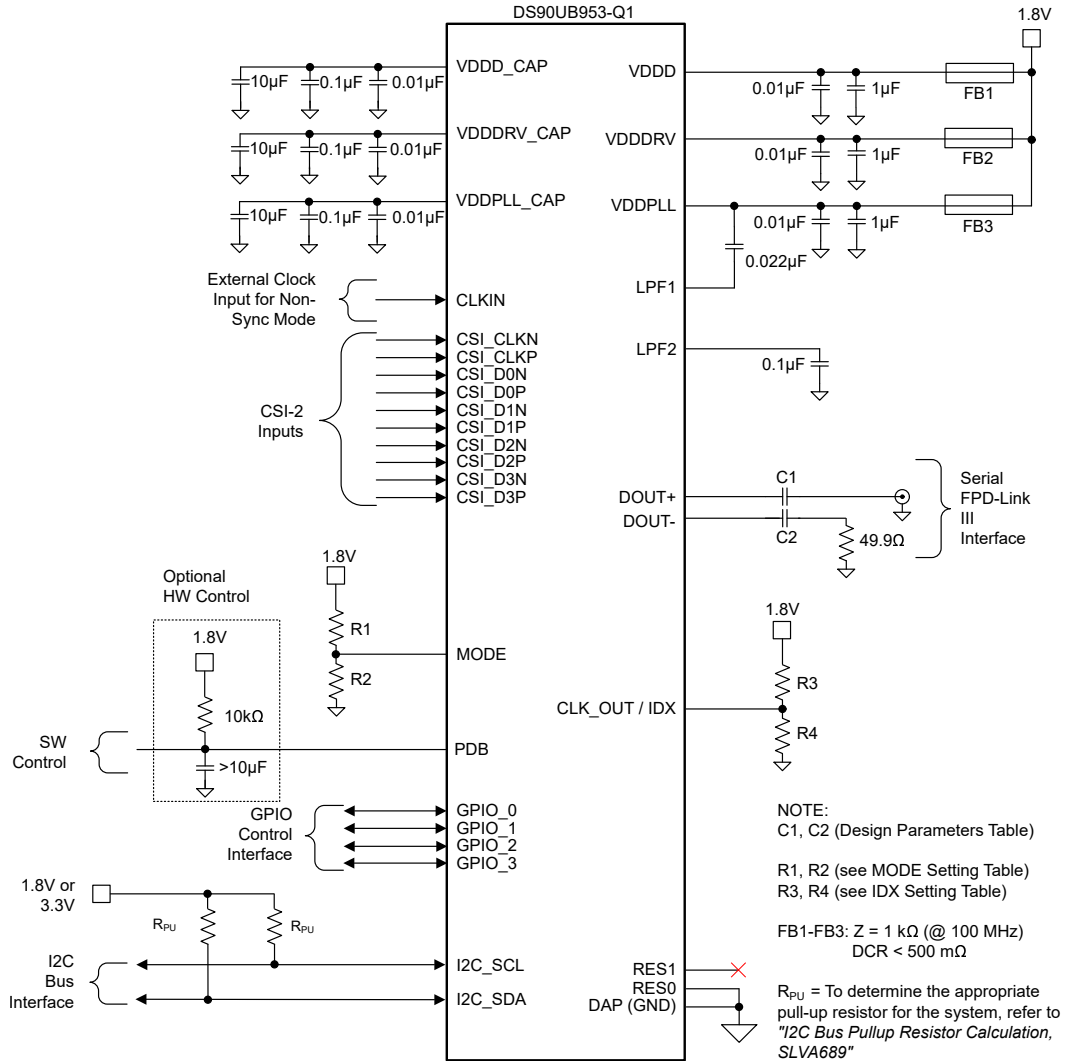 DS90UB953-Q1
1.8V
VDDD_CAP
10µF
0.1µF
0.01µF
VDDDRV_CAP
10µF
0.1µF
0.01µF
VDDPLL_CAP
10µF
0.1µF
0.01µF
VDDD
0.01µF
1µF
FB1
VDDDRV
0.01µF
1µF
FB2
VDDPLL
0.01µF
1µF
FB3
0.022µF
LPF1
LPF2
0.1µF
External Clock
Input for Non-
Sync Mode
CLKIN
CSI-2
Inputs
CSI_CLKN
CSI_CLKP
CSI_D0N
CSI_D0P
CSI_D1N
CSI_D1P
CSI_D2N
CSI_D2P
CSI_D3N
CSI_D3P
DOUT+
DOUT-
C1
C2
49.9Ω
Serial
FPD-Link
III
Interface
1.8V
R1
R2
MODE
Optional
HW Control
1.8V
10kΩ
>10µF
SW
Control
PDB
1.8V
R3
R4
CLK_OUT / IDX
GPIO
Control
Interface
GPIO_0
GPIO_1
GPIO_2
GPIO_3
1.8V or
3.3V
RPU
RPU
I2C
Bus
Interface
I2C_SCL
I2C_SDA
RES1
RES0
DAP (GND)
NOTE:
C1, C2 (Design Parameters Table)
R1, R2 (see MODE Setting Table)
R3, R4 (see IDX Setting Table)
FB1-FB3: Z = 1 kΩ (@ 100 MHz)
DCR < 500 mΩ
RPU = To determine the appropriate
pull-up resistor for the system, refer to
"I2C Bus Pullup Resistor Calculation,
SLVA689"